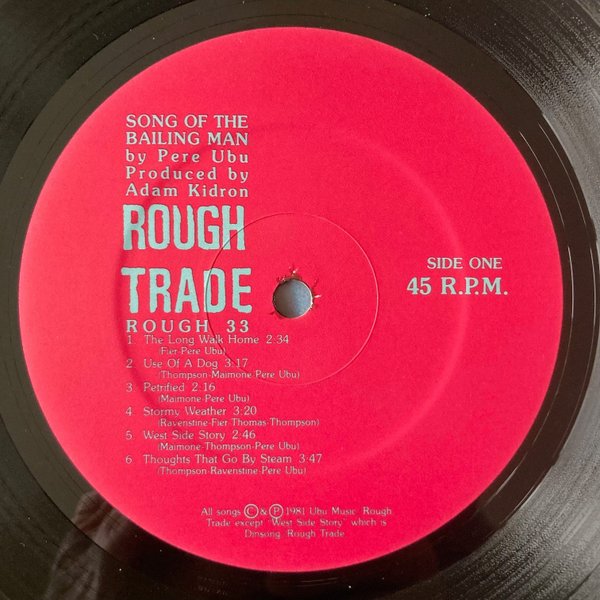 SONG OF THE
BAILING MAN
by Pere Ubu
Produced by
Adam Kidron
ROUGH
TRADE
ROUGH 33
SIDE ONE
45 R.P.M.
1 The Long Walk Home 2:34
(Fier·Pere Ubu)
2 Use Of A Dog 3:17
(Thompson·Maimone·Pere Ubu)
3 Petrified 2:16
(Maimone·Pere Ubu)
4 Stormy Weather 3:20
(Ravenstine·Fier·Thomas·Thompson)
5 West Side Story 2:46
(Maimone·Thompson·Pere Ubu)
6 Thoughts That Go By Steam 3:47
(Thompson·Ravenstine·Pere Ubu)
All songs Ⓒ & Ⓟ 1981 Ubu Music Rough
Trade except 'West Side Story' which is
Dinsong Rough Trade